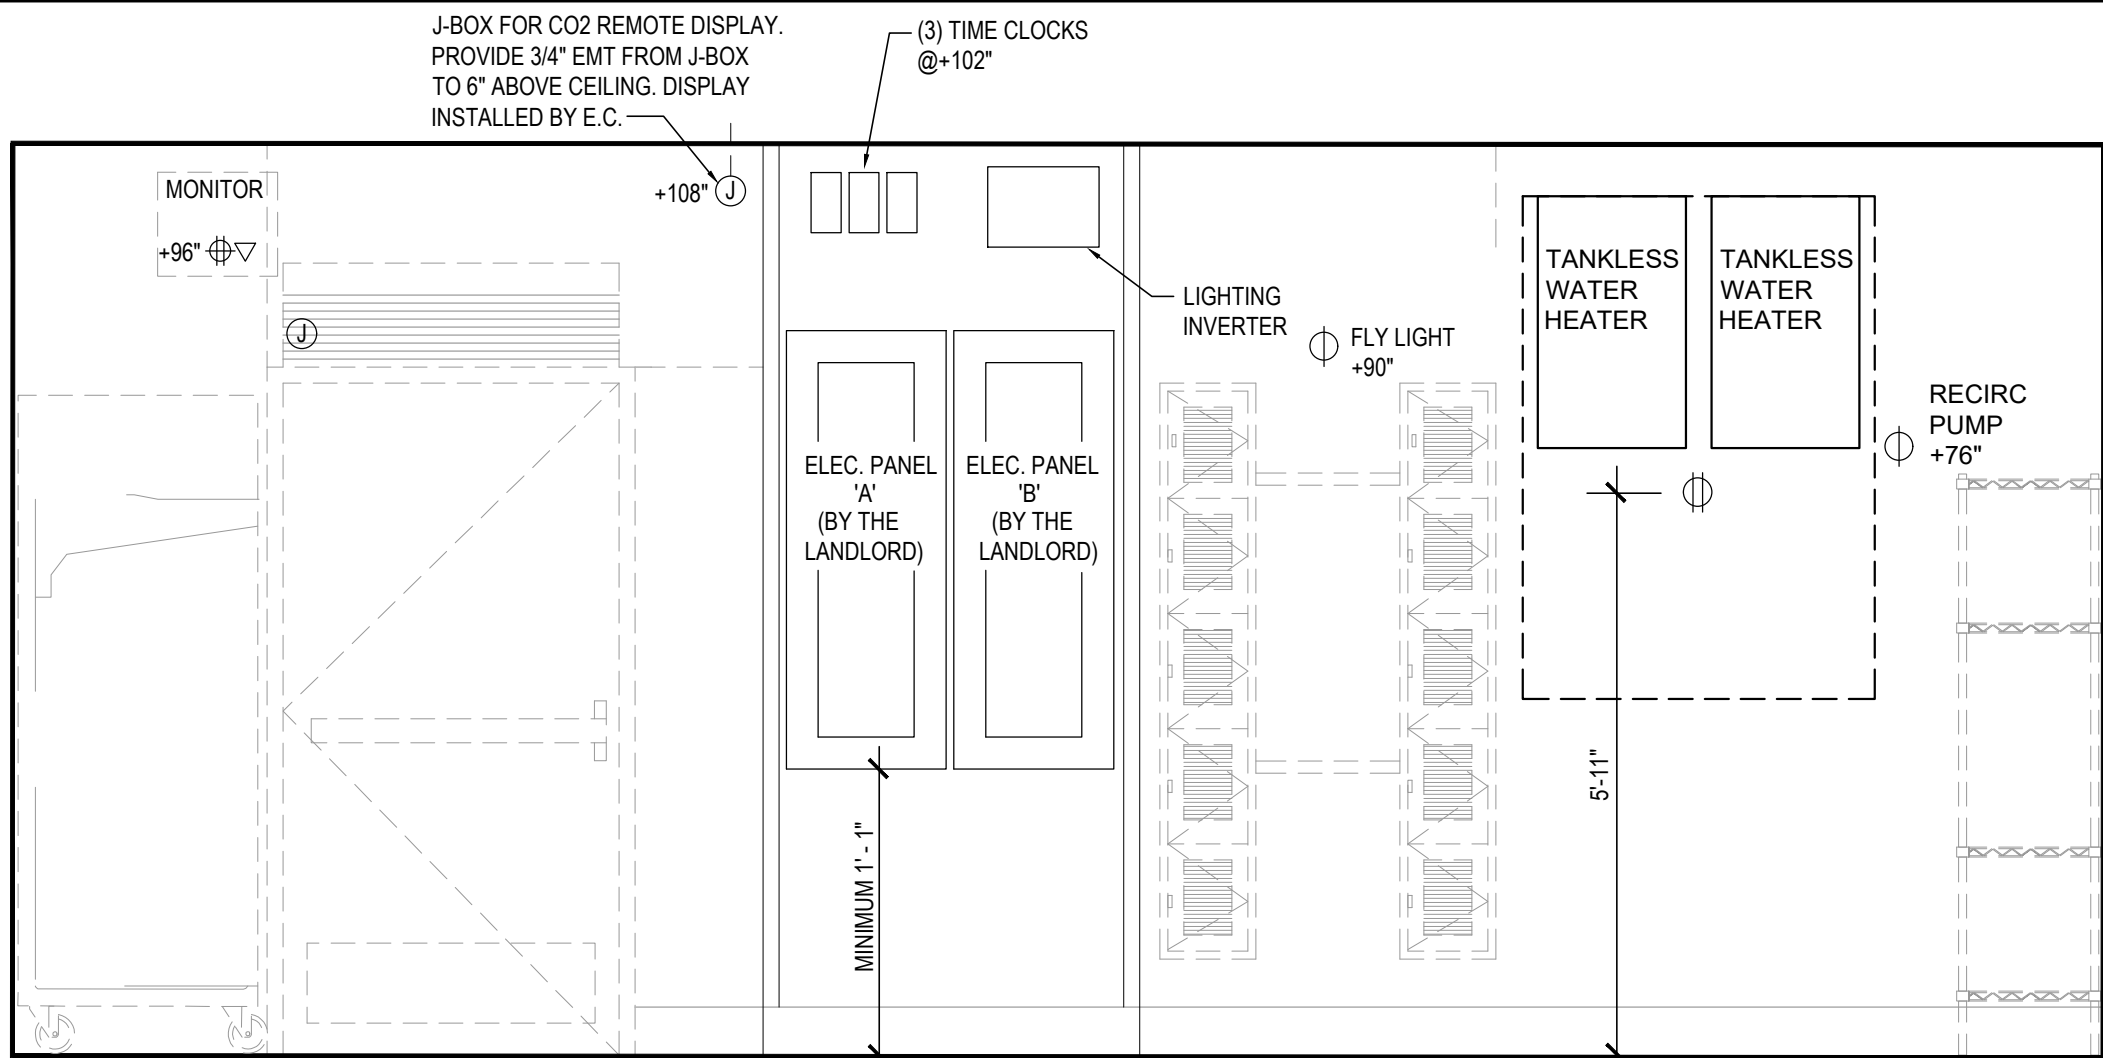 J-BOX FOR CO2 REMOTE DISPLAY.
PROVIDE 3/4" EMT FROM J-BOX
TO 6" ABOVE CEILING. DISPLAY
INSTALLED BY E.C.
(3) TIME CLOCKS
@+102"
MONITOR
+96"
+108" J
J
LIGHTING
INVERTER
FLY LIGHT
+90"
TANKLESS
WATER
HEATER
TANKLESS
WATER
HEATER
RECIRC
PUMP
+76"
ELEC. PANEL
'A'
(BY THE
LANDLORD)
ELEC. PANEL
'B'
(BY THE
LANDLORD)
MINIMUM 1' - 1"
5'-11"